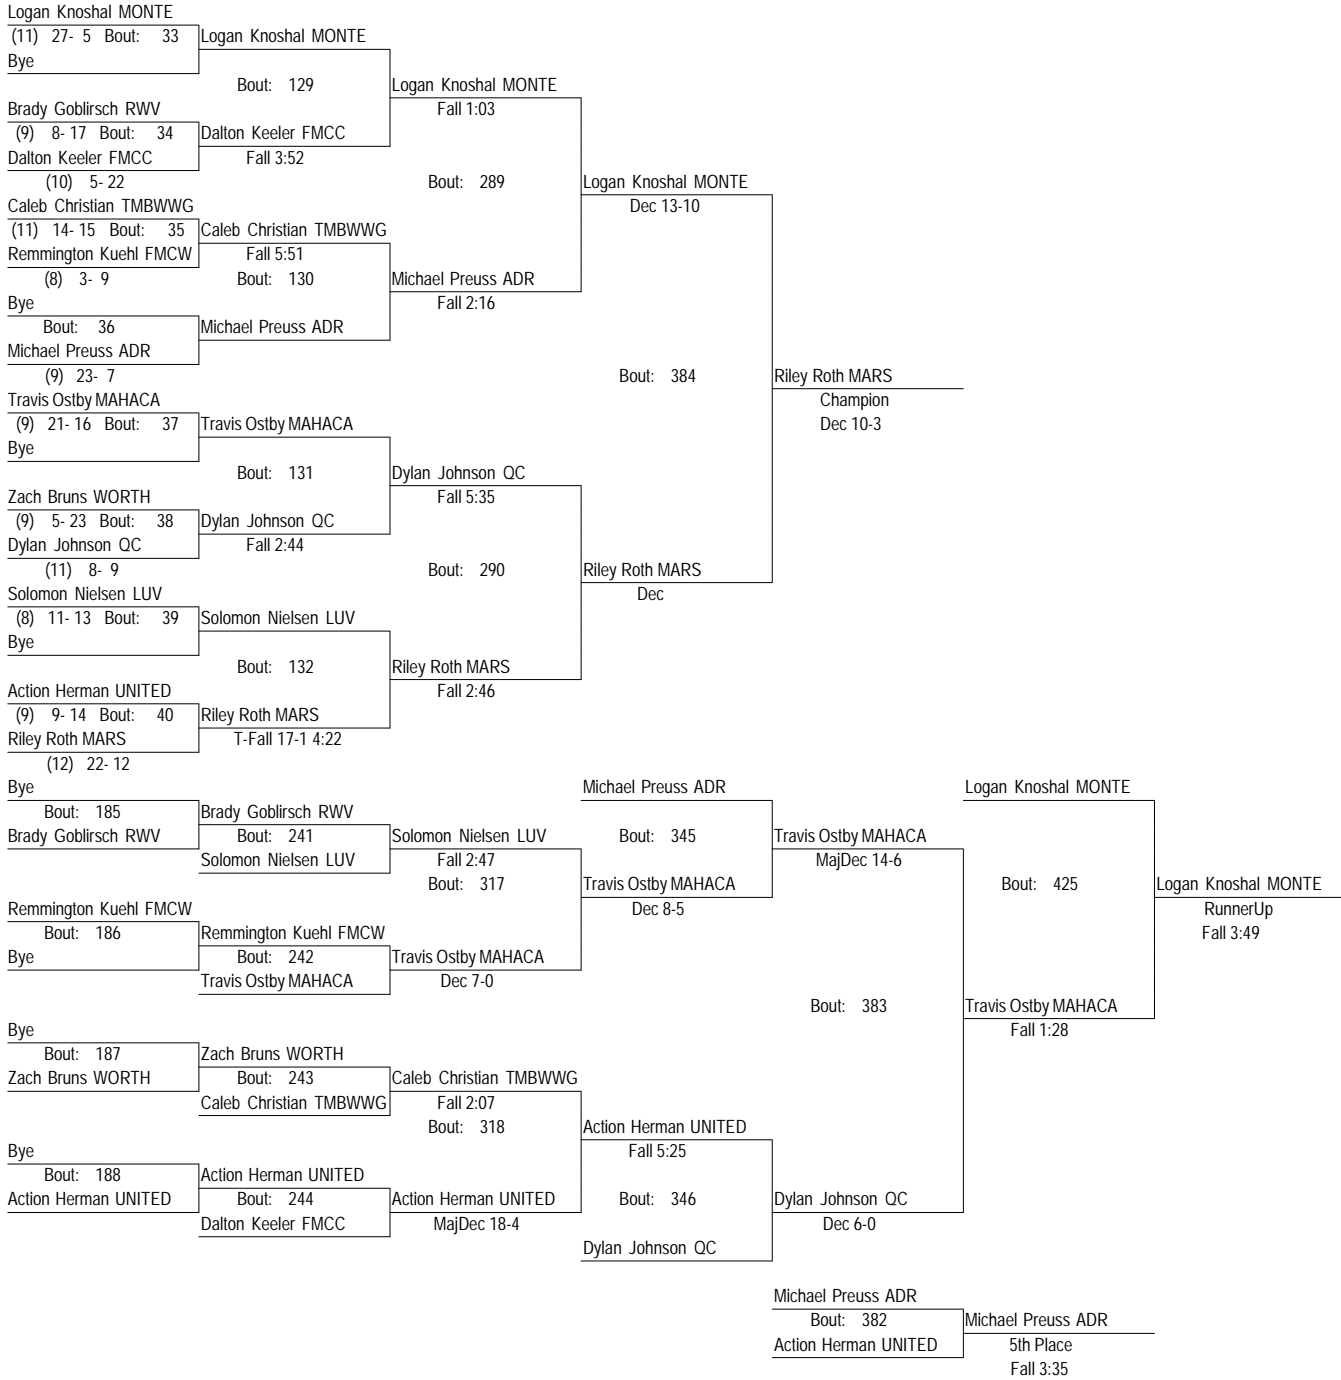 Logan Knoshal MONTE
(11) 27- 5 Bout: 33 Logan Knoshal MONTE
Bye
Bout: 129 Logan Knoshal MONTE
Brady Goblirsch RWV Fall 1:03
(9) 8- 17 Bout: 34 Dalton Keeler FMCC
Dalton Keeler FMCC Fall 3:52
(10) 5- 22 Bout: 289 Logan Knoshal MONTE
Caleb Christian TMBWWG Dec 13-10
(11) 14- 15 Bout: 35 Caleb Christian TMBWWG
Remmington Kuehl FMCW Fall 5:51
(8) 3- 9 Bout: 130 Michael Preuss ADR
Bye Fall 2:16
Bout: 36 Michael Preuss ADR
Michael Preuss ADR
(9) 23- 7 Bout: 384 Riley Roth MARS
Travis Ostby MAHACA Champion
(9) 21- 16 Bout: 37 Travis Ostby MAHACA Dec 10-3
Bye
Bout: 131 Dylan Johnson QC
Zach Bruns WORTH Fall 5:35
(9) 5- 23 Bout: 38 Dylan Johnson QC
Dylan Johnson QC Fall 2:44
(11) 8- 9 Bout: 290 Riley Roth MARS
Solomon Nielsen LUV Dec
(8) 11- 13 Bout: 39 Solomon Nielsen LUV
Bye
Bout: 132 Riley Roth MARS
Action Herman UNITED Fall 2:46
(9) 9- 14 Bout: 40 Riley Roth MARS
Riley Roth MARS T-Fall 17-1 4:22
(12) 22- 12
Bye Michael Preuss ADR Logan Knoshal MONTE
Bout: 185 Brady Goblirsch RWV
Brady Goblirsch RWV Bout: 241 Solomon Nielsen LUV Bout: 345 Travis Ostby MAHACA
Solomon Nielsen LUV Fall 2:47 MajDec 14-6
Bout: 317 Travis Ostby MAHACA Bout: 425 Logan Knoshal MONTE
Remmington Kuehl FMCW Dec 8-5 RunnerUp
Bout: 186 Remmington Kuehl FMCW Fall 3:49
Bye Bout: 242 Travis Ostby MAHACA
Travis Ostby MAHACA Dec 7-0
Bout: 383 Travis Ostby MAHACA
Bye Fall 1:28
Bout: 187 Zach Bruns WORTH
Zach Bruns WORTH Bout: 243 Caleb Christian TMBWWG
Caleb Christian TMBWWG Fall 2:07
Bout: 318 Action Herman UNITED
Bye Fall 5:25
Bout: 188 Action Herman UNITED
Action Herman UNITED Bout: 244 Action Herman UNITED Bout: 346 Dylan Johnson QC
Dalton Keeler FMCC MajDec 18-4 Dec 6-0
Dylan Johnson QC
Michael Preuss ADR
Bout: 382 Michael Preuss ADR
Action Herman UNITED 5th Place
Fall 3:35